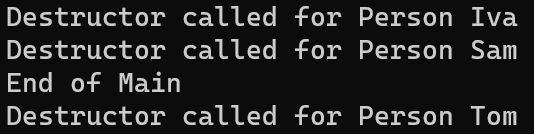 Destructor called for Person Iva
Destructor called for Person Sam
End of Main
Destructor called for Person Tom